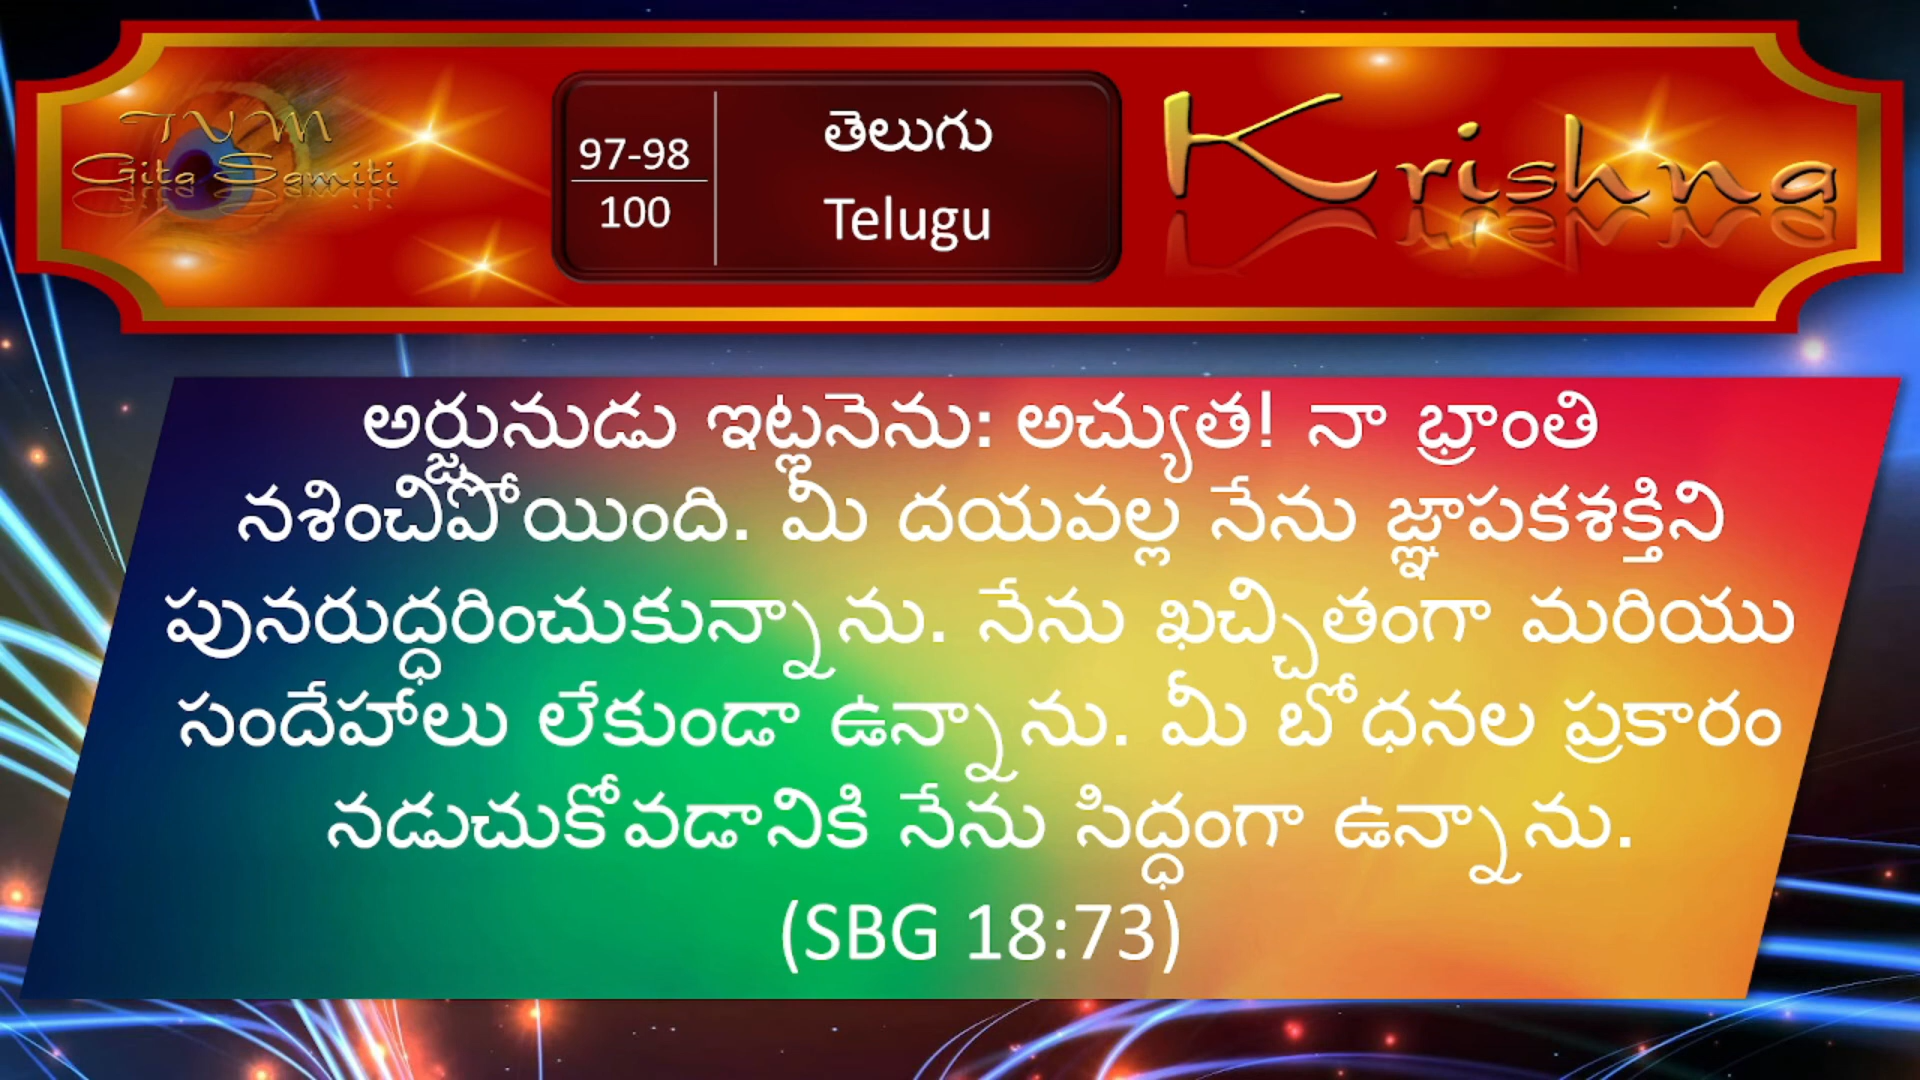 TVM
Gita Samiti
97-98
100
తెలుగు
Telugu
Krishna
అర్జునుడు ఇట్లనెను: అచ్యుత! నా భ్రాంతి
నశించిపోయింది. మీ దయవల్ల నేను జ్ఞాపకశక్తిని
పునరుద్ధరించుకున్నాను. నేను ఖచ్చితంగా మరియు
సందేహాలు లేకుండా ఉన్నాను. మీ బోధనల ప్రకారం
నడుచుకోవడానికి నేను సిద్ధంగా ఉన్నాను.
(SBG 18:73)